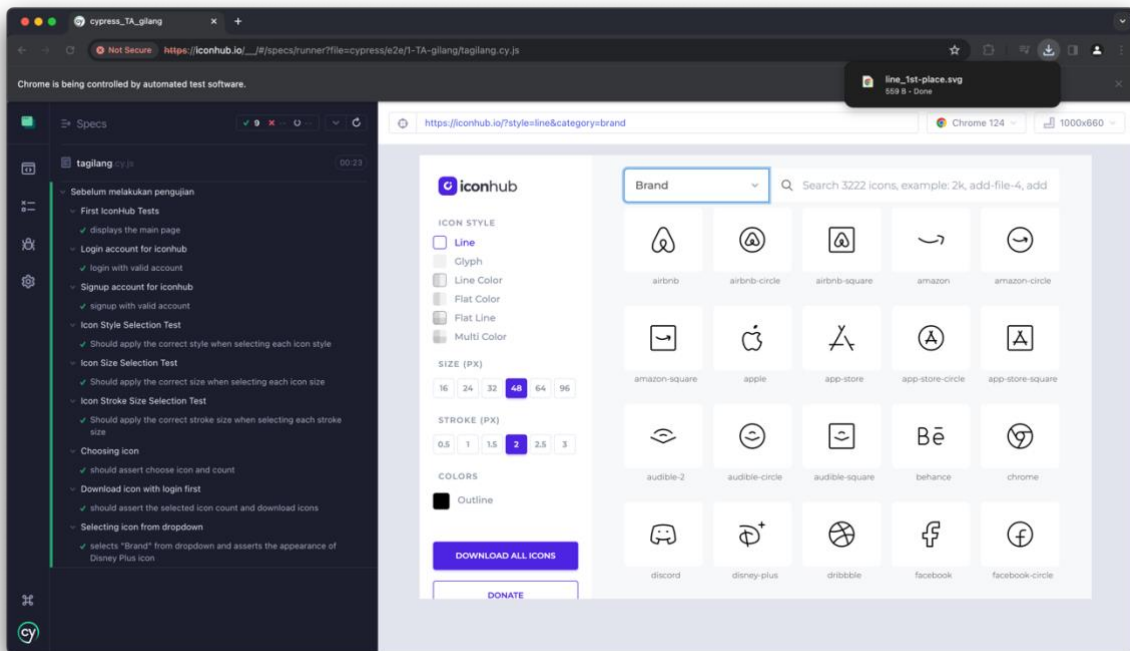 cypress_TA_gilang
Not Secure https://iconhub.io/__/#/specs/runner?file=cypress/e2e/1-TA-gilang/tagilang.cy.js
Chrome is being controlled by automated test software.
line_1st-place.svg
559 B - Done
Specs
9
--
--
https://iconhub.io/?style=line&category=brand
Chrome 124
1000x660
tagilang.cy.js
00:23
Sebelum melakukan pengujian
First IconHub Tests
displays the main page
Login account for iconhub
login with valid account
Signup account for iconhub
signup with valid account
Icon Style Selection Test
Should apply the correct style when selecting each icon style
Icon Size Selection Test
Should apply the correct size when selecting each icon size
Icon Stroke Size Selection Test
Should apply the correct stroke size when selecting each stroke
size
Choosing icon
should assert choose icon and count
Download icon with login first
should assert the selected icon count and download icons
Selecting icon from dropdown
selects "Brand" from dropdown and asserts the appearance of
Disney Plus icon
cy
iconhub
ICON STYLE
Line
Glyph
Line Color
Flat Color
Flat Line
Multi Color
SIZE (PX)
16 24 32 48 64 96
STROKE (PX)
0.5 1 1.5 2 2.5 3
COLORS
Outline
DOWNLOAD ALL ICONS
DONATE
Brand
Search 3222 icons, example: 2k, add-file-4, add
airbnb airbnb-circle airbnb-square amazon amazon-circle
amazon-square apple app-store app-store-circle app-store-square
Bē
audible-2 audible-circle audible-square behance chrome
discord disney-plus dribbble facebook facebook-circle